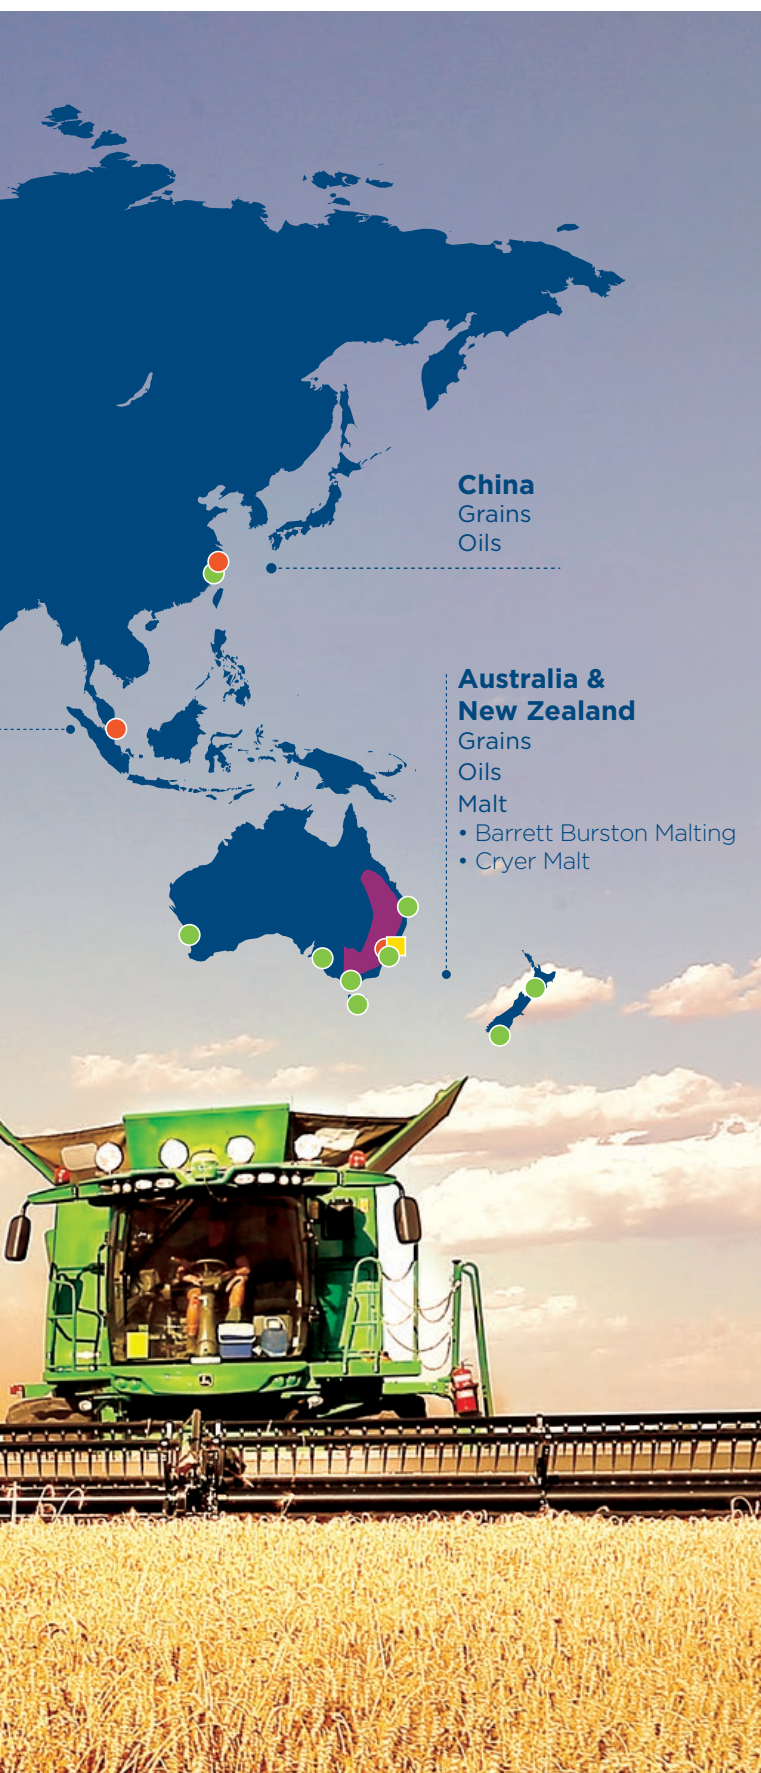 China
Grains
Oils
Australia &
New Zealand
Grains
Oils
Malt
• Barrett Burston Malting
• Cryer Malt